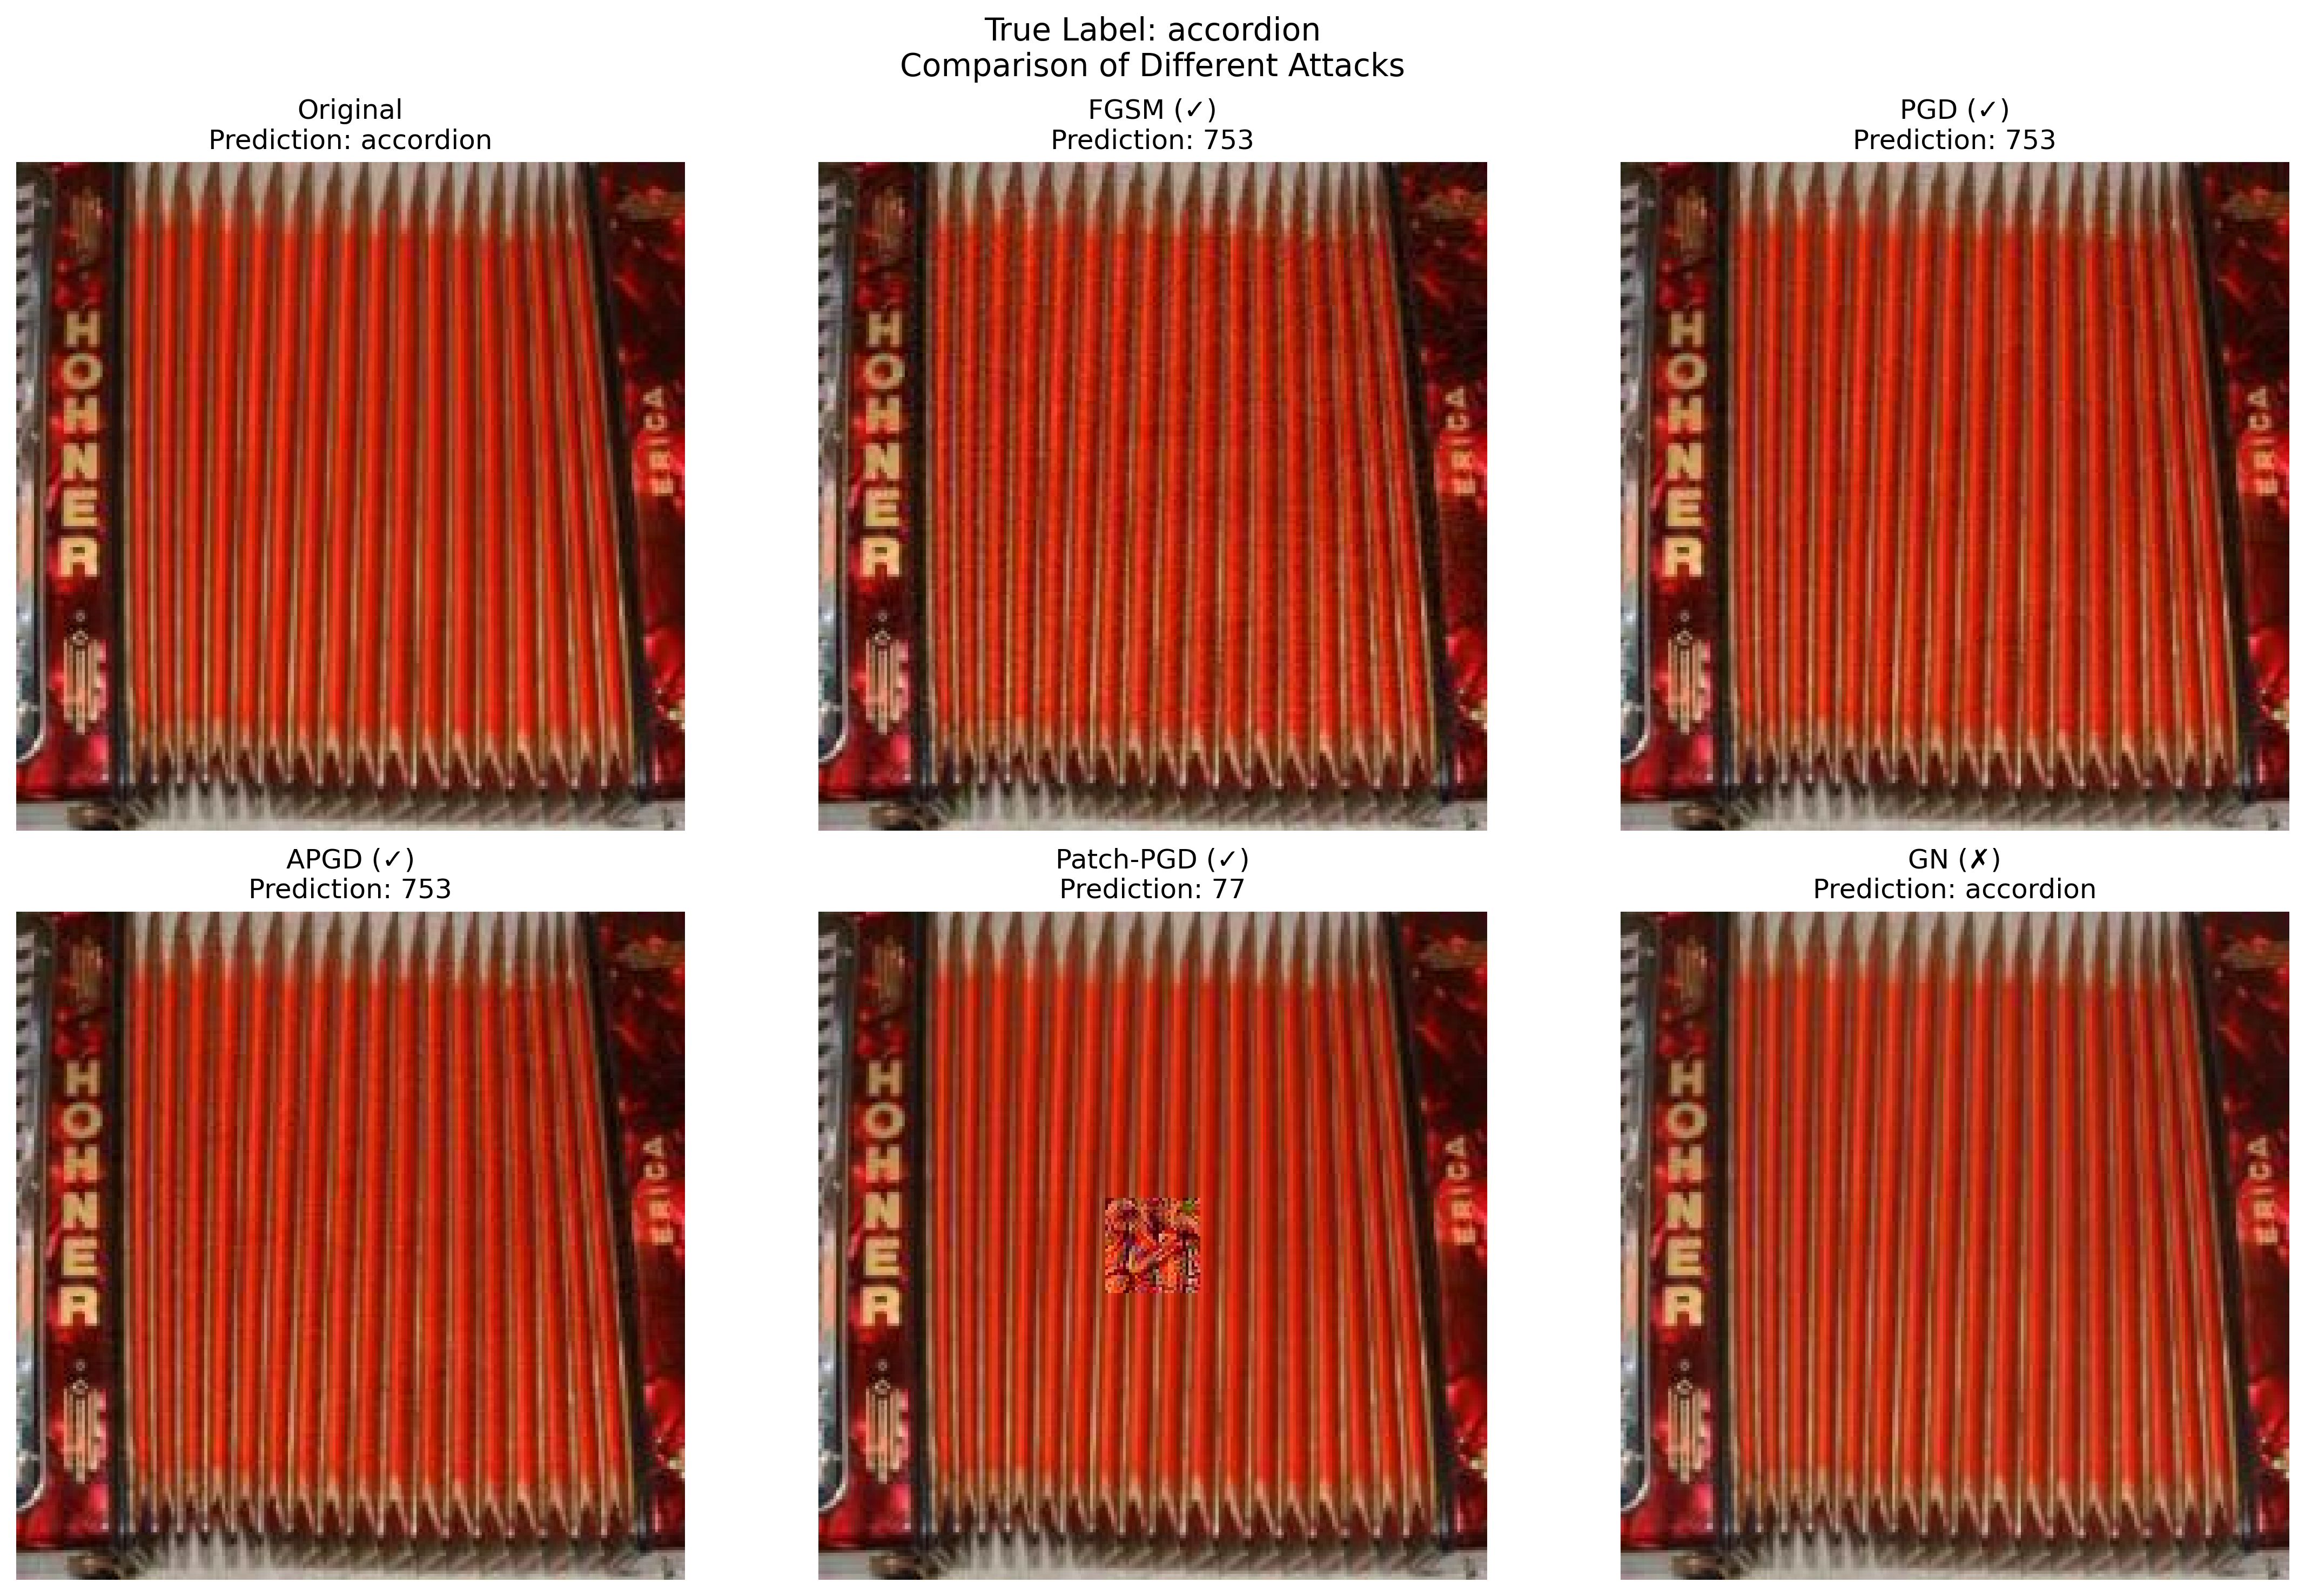 True Label: accordion
Comparison of Different Attacks
Original
Prediction: accordion
FGSM (✓)
Prediction: 753
PGD (✓)
Prediction: 753
HOHNER
ERICA
HOHNER
ERICA
HOHNER
ERICA
APGD (✓)
Prediction: 753
Patch-PGD (✓)
Prediction: 77
GN (✗)
Prediction: accordion
HOHNER
ERICA
HOHNER
ERICA
HOHNER
ERICA